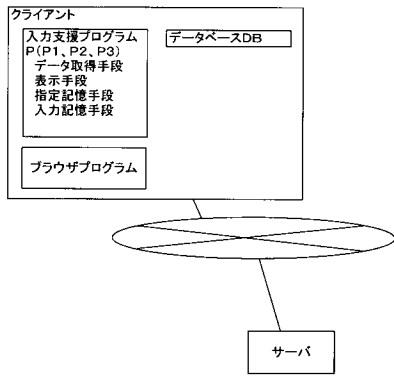 クライアント
入力支援プログラム
P(P1、P2、P3)
データ取得手段
表示手段
指定記憶手段
入力記憶手段
データベースDB
ブラウザプログラム
サーバ